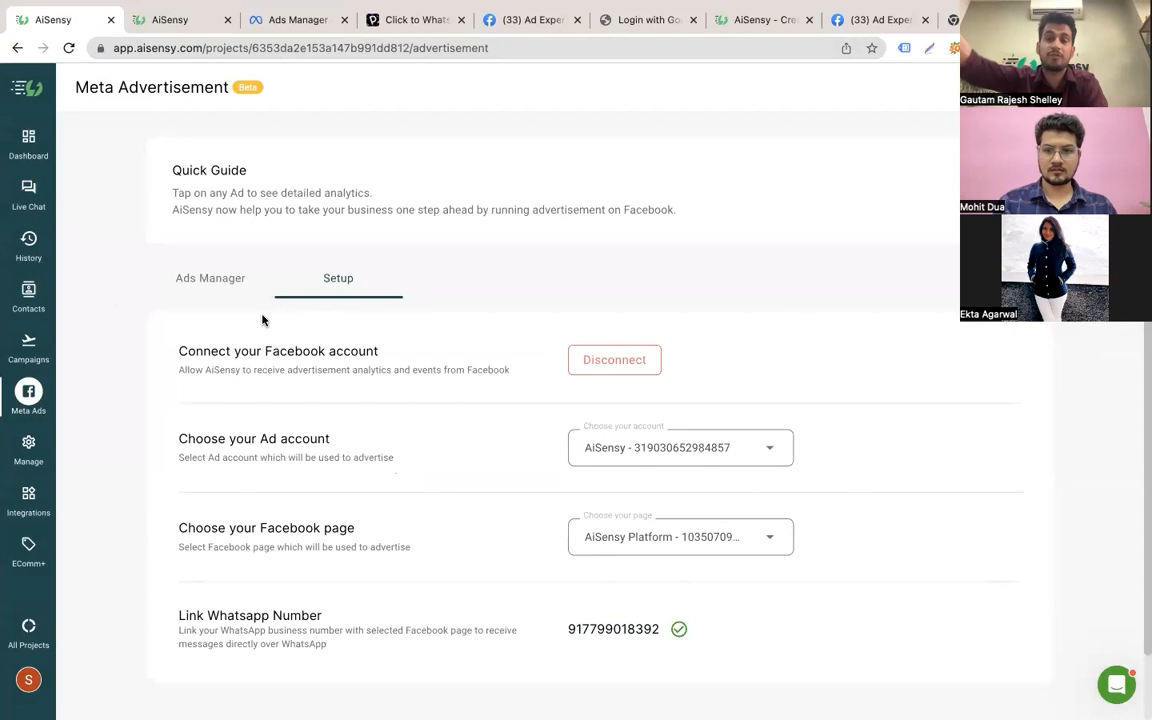 AiSensy
AiSensy
Ads Manager
Click to Whats
(33) Ad Exper
Login with Go
AiSensy - Cre
(33) Ad Exper
app.aisensy.com/projects/6353da2e153a147b991dd812/advertisement
Meta Advertisement Beta
Gautam Rajesh Shelley
Mohit Dua
Ekta Agarwal
Dashboard
Live Chat
History
Contacts
Campaigns
Meta Ads
Manage
Integrations
EComm+
All Projects
S
Quick Guide
Tap on any Ad to see detailed analytics.
AiSensy now help you to take your business one step ahead by running advertisement on Facebook.
Ads Manager
Setup
Connect your Facebook account
Allow AiSensy to receive advertisement analytics and events from Facebook
Disconnect
Choose your Ad account
Select Ad account which will be used to advertise
Choose your account
AiSensy - 319030652984857
Choose your Facebook page
Select Facebook page which will be used to advertise
Choose your page
AiSensy Platform - 10350709...
Link Whatsapp Number
Link your WhatsApp business number with selected Facebook page to receive
messages directly over WhatsApp
917799018392